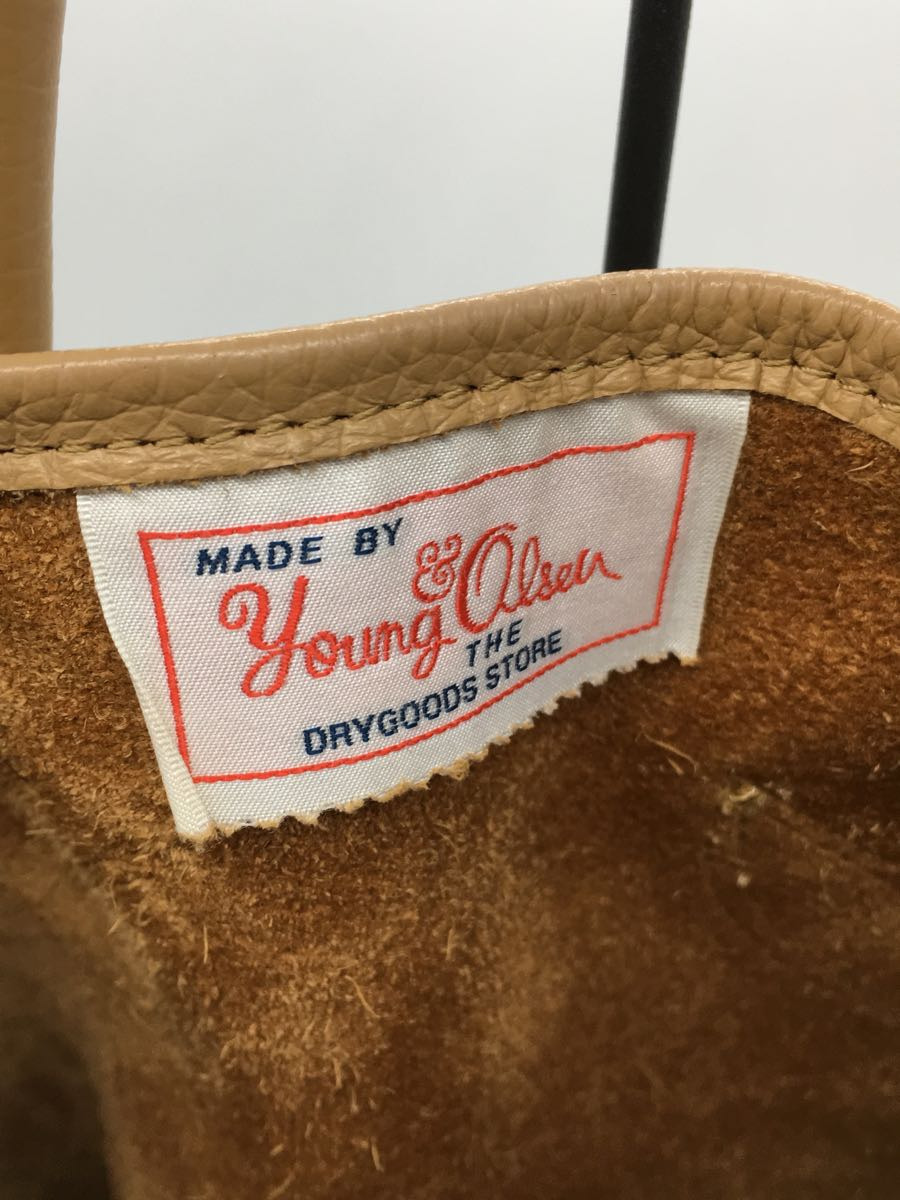 MADE BY
Young & Olsen
THE
DRYGOODS STORE